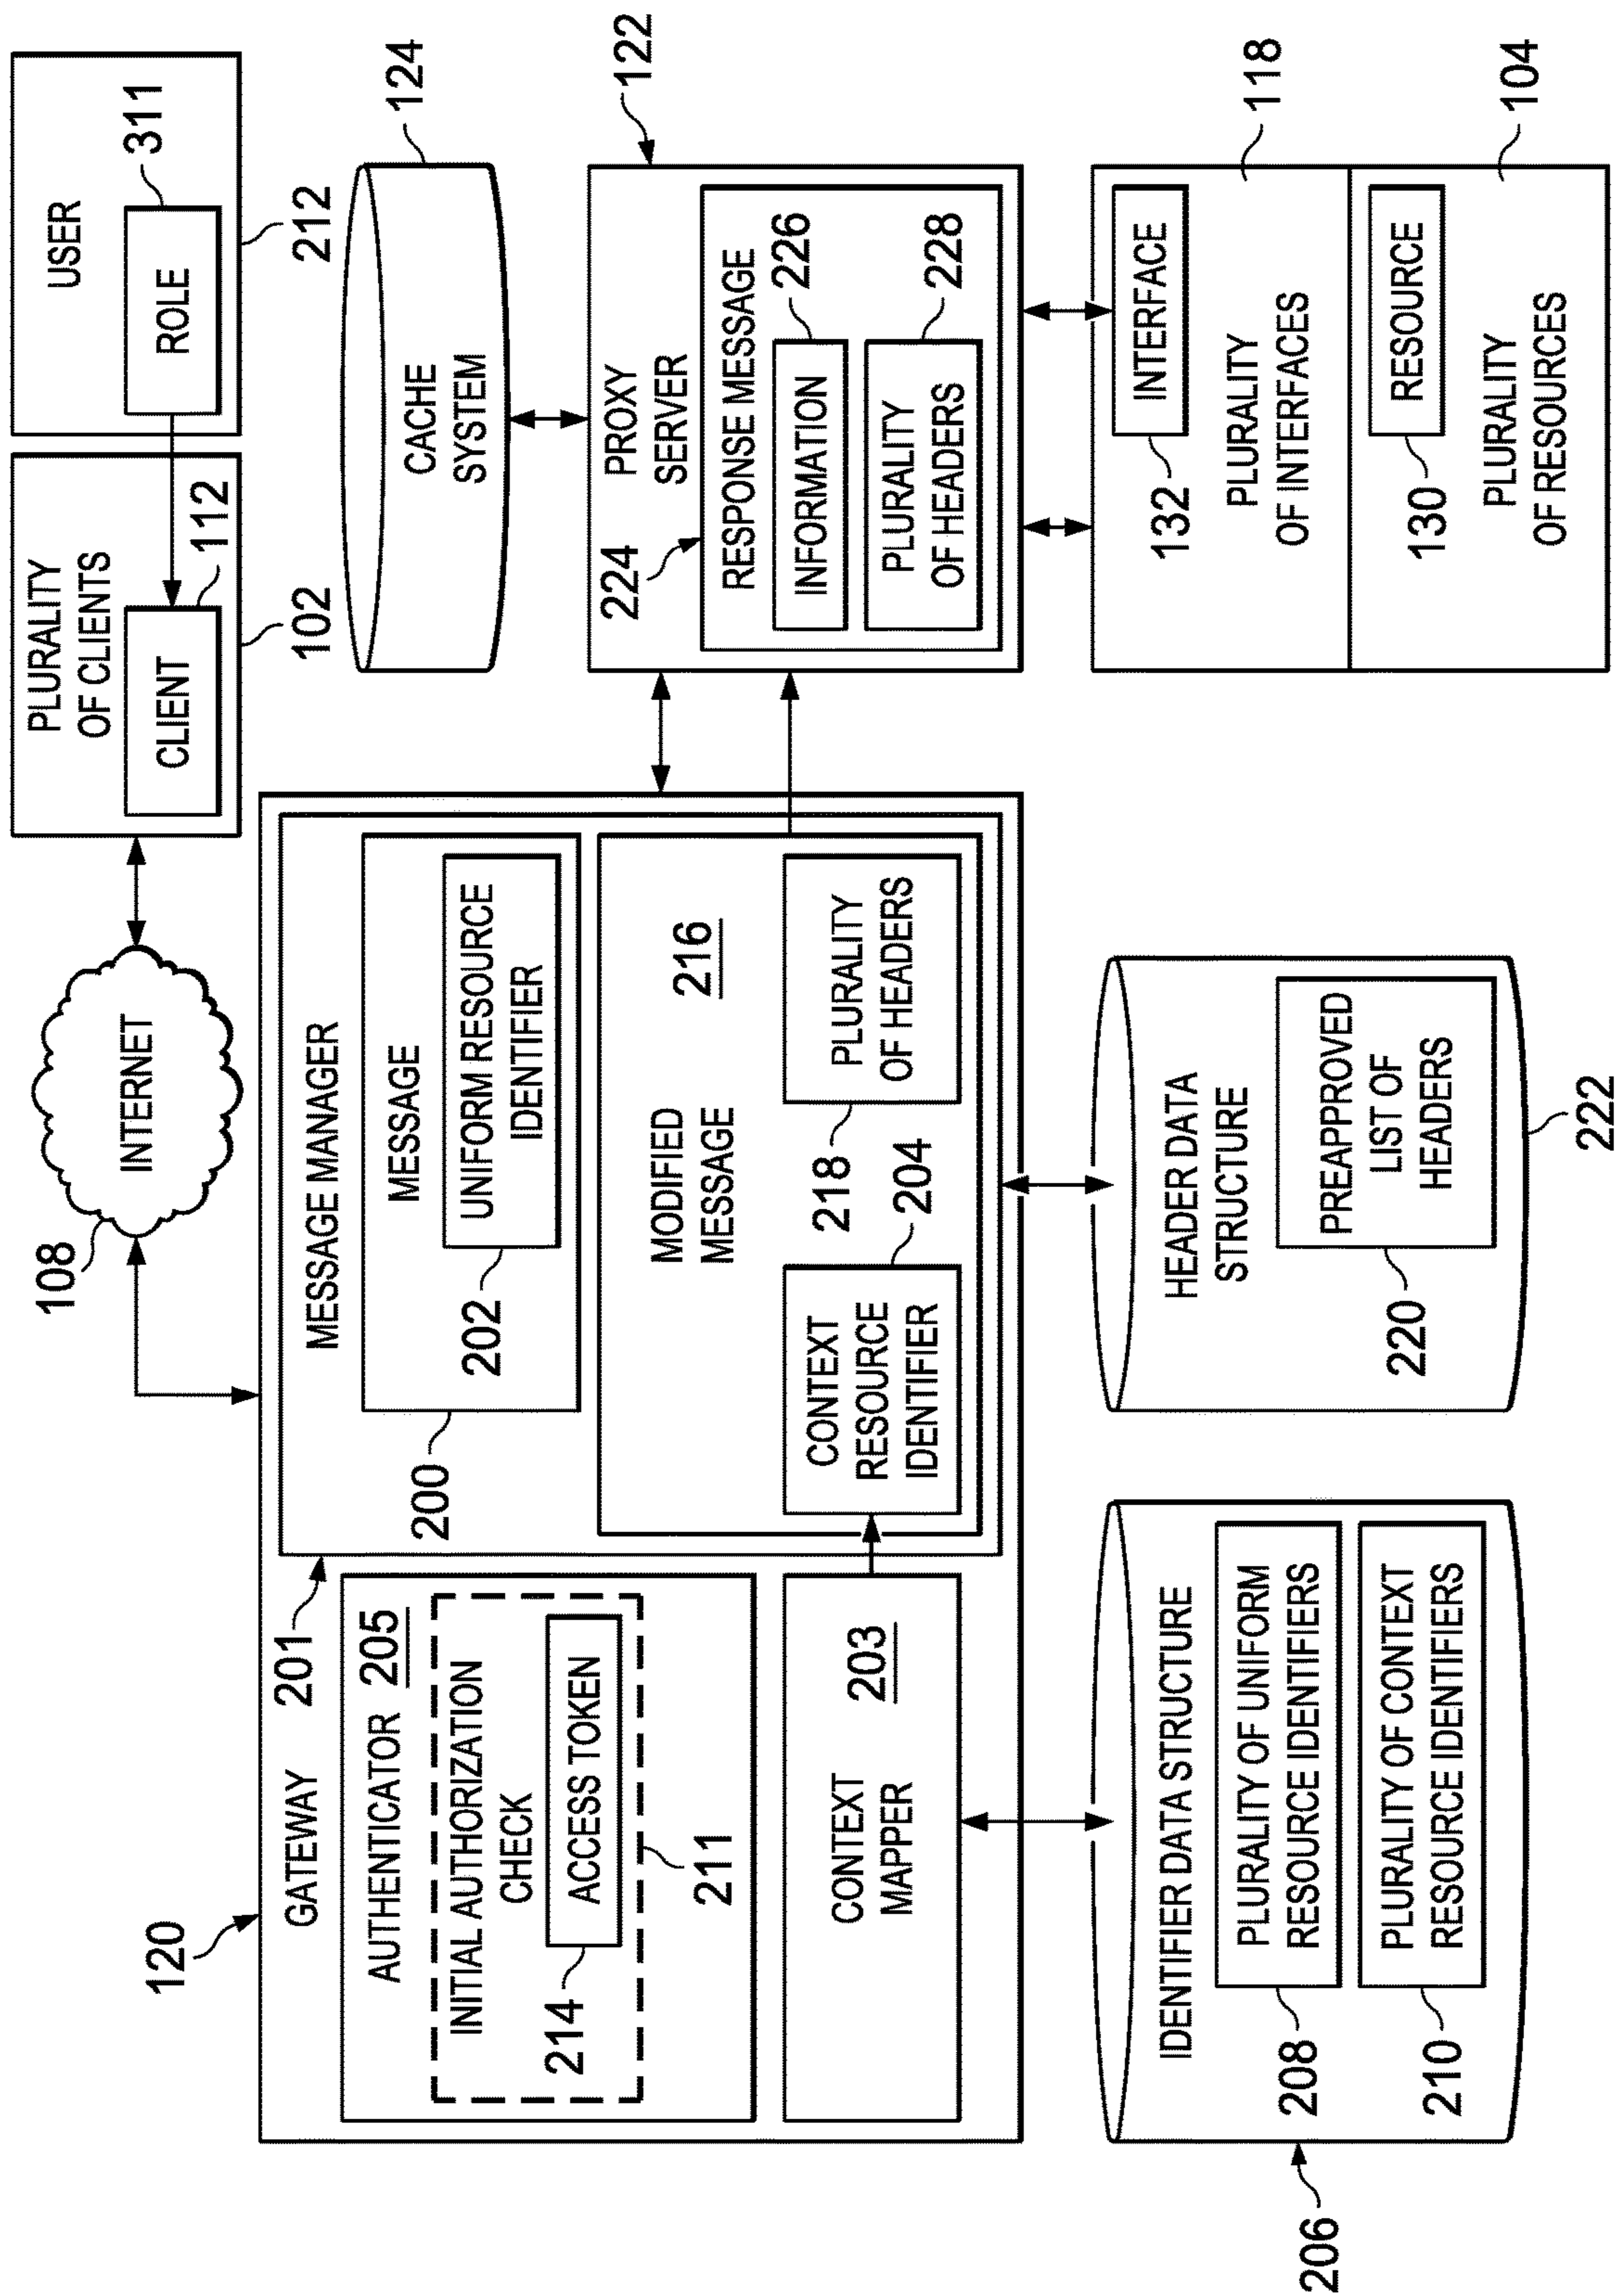 120
GATEWAY
201
AUTHENTICATOR 205
INITIAL AUTHORIZATION
CHECK
ACCESS TOKEN
214
211
CONTEXT
MAPPER
203
MESSAGE MANAGER
MESSAGE
UNIFORM RESOURCE
IDENTIFIER
202
200
MODIFIED
MESSAGE
216
CONTEXT
RESOURCE
IDENTIFIER
204
218
PLURALITY
OF HEADERS
108
INTERNET
PLURALITY
OF CLIENTS
CLIENT
112
102
USER
ROLE
311
212
CACHE
SYSTEM
124
PROXY
SERVER
122
224
RESPONSE MESSAGE
INFORMATION
226
PLURALITY
OF HEADERS
228
INTERFACE
132
PLURALITY
OF INTERFACES
118
RESOURCE
130
PLURALITY
OF RESOURCES
104
IDENTIFIER DATA STRUCTURE
PLURALITY OF UNIFORM
RESOURCE IDENTIFIERS
208
PLURALITY OF CONTEXT
RESOURCE IDENTIFIERS
210
206
HEADER DATA
STRUCTURE
PREAPPROVED
LIST OF
HEADERS
220
222